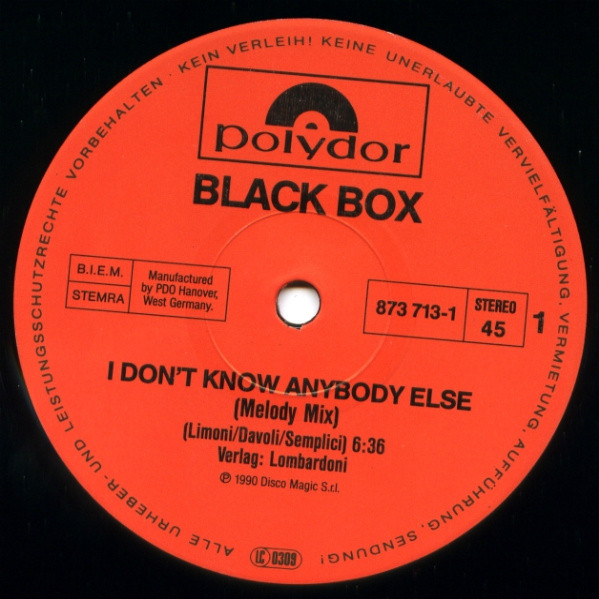 ALLE URHEBER- UND LEISTUNGSSCHUTZRECHTE VORBEHALTEN · KEIN VERLEIH! KEINE UNERLAUBTE VERVIELFÄLTIGUNG, VERMIETUNG, AUFFÜHRUNG, SENDUNG!
polydor
BLACK BOX
B.I.E.M.
STEMRA
Manufactured
by PDO Hanover,
West Germany.
873 713-1
STEREO
45
1
I DON'T KNOW ANYBODY ELSE
(Melody Mix)
(Limoni/Davoli/Semplici) 6:36
Verlag: Lombardoni
℗ 1990 Disco Magic S.r.l.
LC 0309